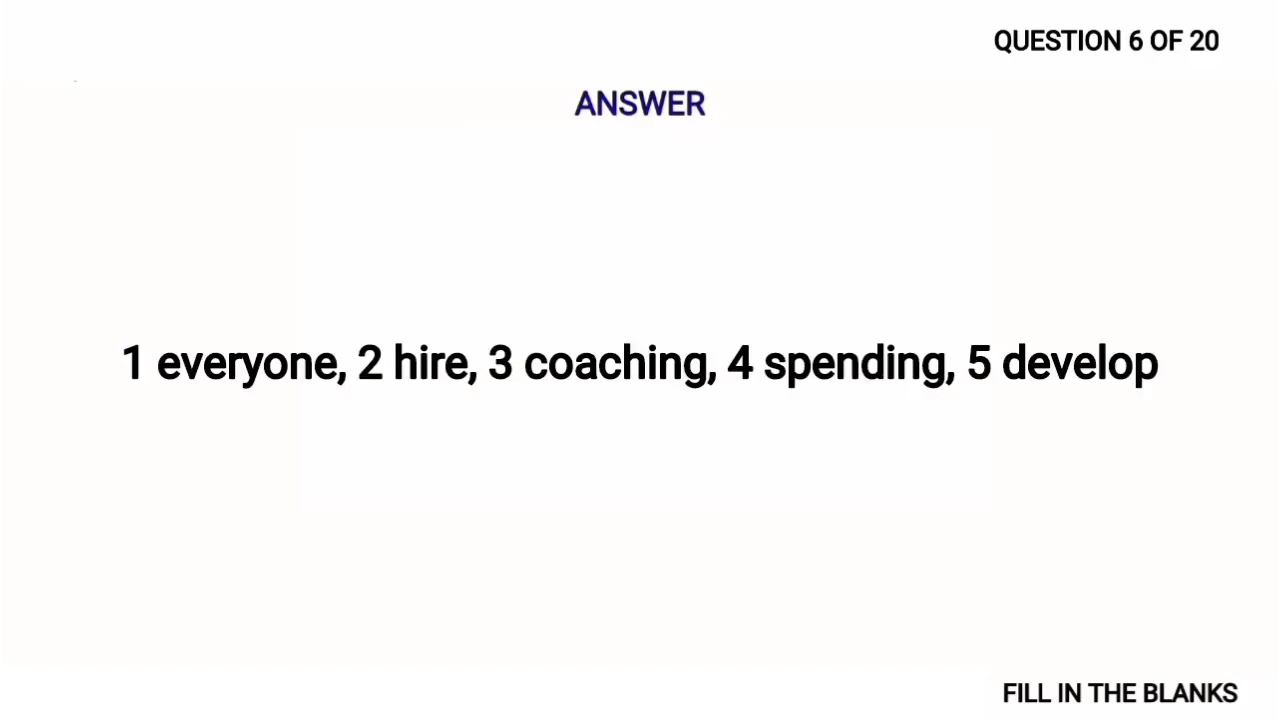 QUESTION 6 OF 20
ANSWER
1 everyone, 2 hire, 3 coaching, 4 spending, 5 develop
FILL IN THE BLANKS